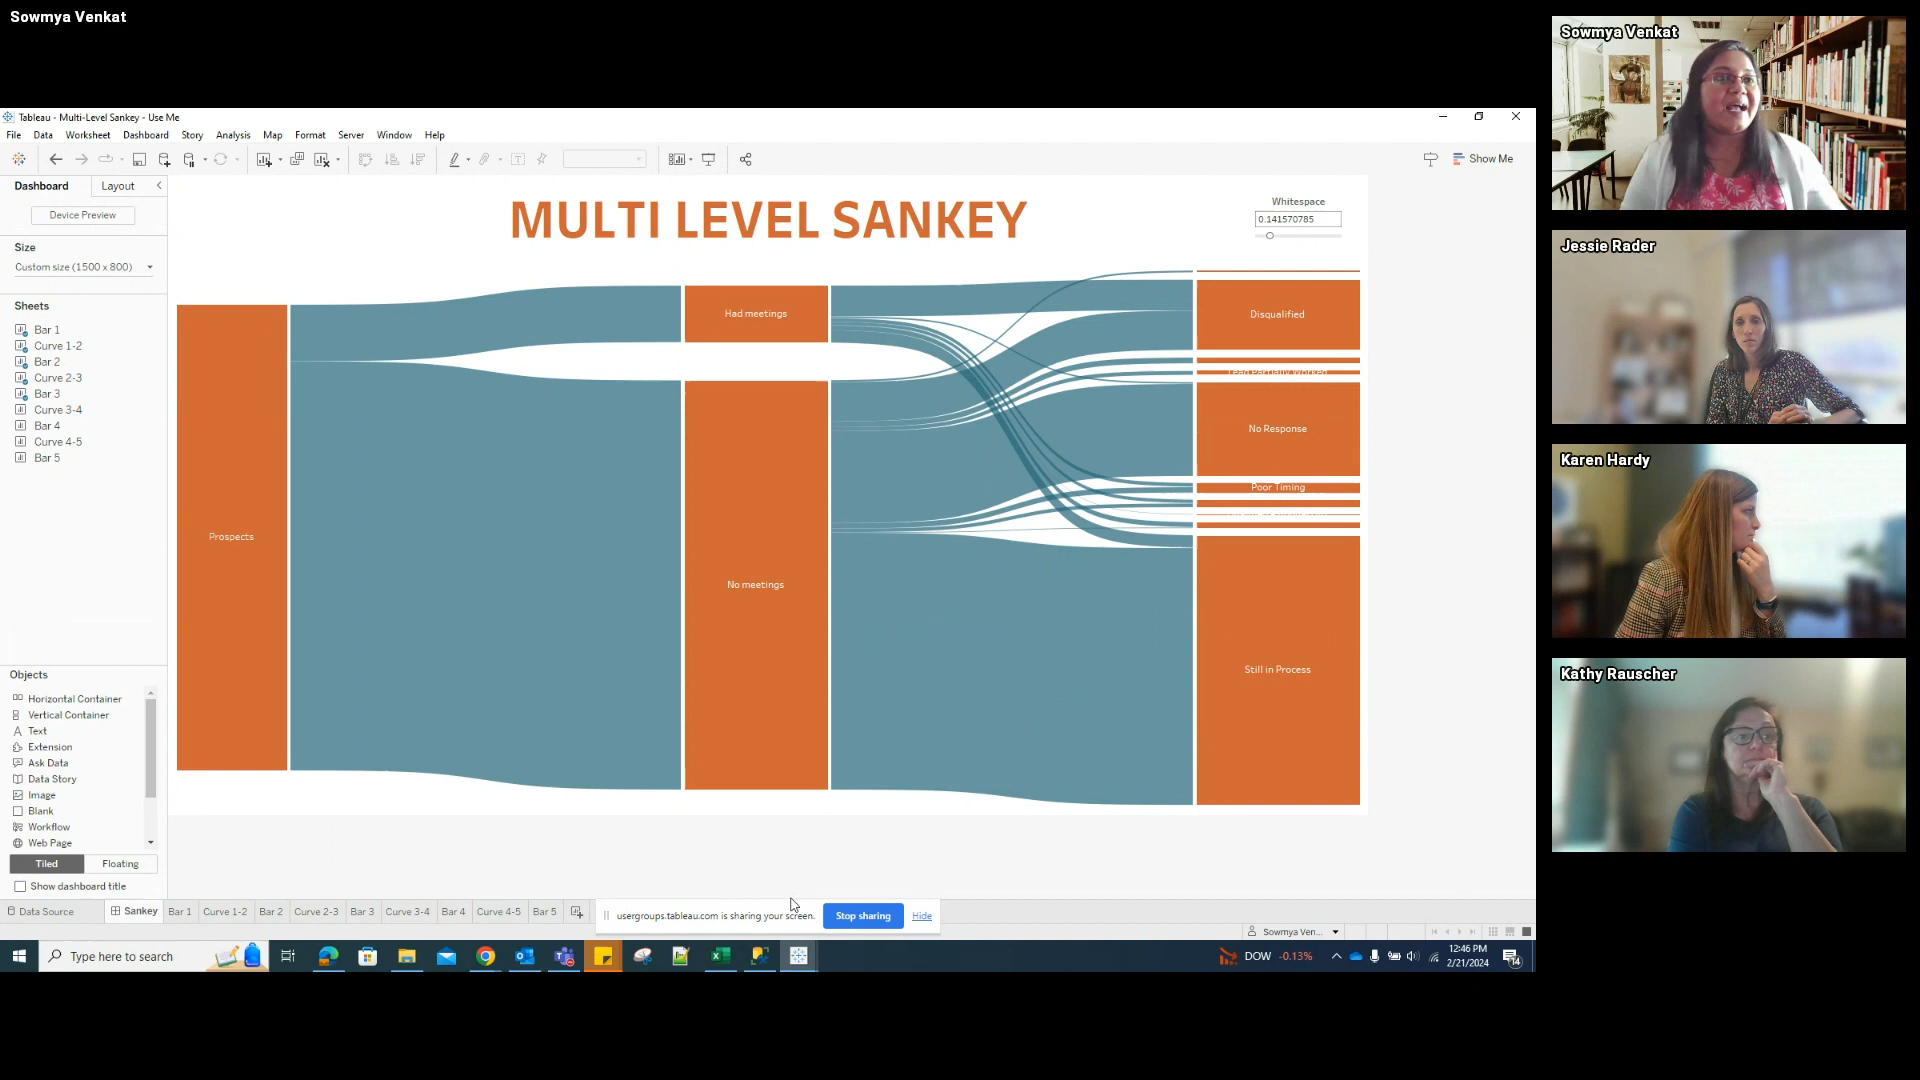 Sowmya Venkat
Tableau - Multi-Level Sankey - Use Me
File Data Worksheet Dashboard Story Analysis Map Format Server Window Help
Show Me
Dashboard Layout
Device Preview
Size
Custom size (1500 x 800)
Sheets
Bar 1
Curve 1-2
Bar 2
Curve 2-3
Bar 3
Curve 3-4
Bar 4
Curve 4-5
Bar 5
Objects
Horizontal Container
Vertical Container
Text
Extension
Ask Data
Data Story
Image
Blank
Workflow
Web Page
Tiled Floating
Show dashboard title
MULTI LEVEL SANKEY
Whitespace
0.141570785
Prospects
Had meetings
No meetings
Disqualified
Lead Partially Worked
No Response
Poor Timing
Still in Process
Data Source Sankey Bar 1 Curve 1-2 Bar 2 Curve 2-3 Bar 3 Curve 3-4 Bar 4 Curve 4-5 Bar 5
usergroups.tableau.com is sharing your screen. Stop sharing Hide
Sowmya Ven...
Type here to search
DOW -0.13%
12:46 PM
2/21/2024
14
Sowmya Venkat
Jessie Rader
Karen Hardy
Kathy Rauscher